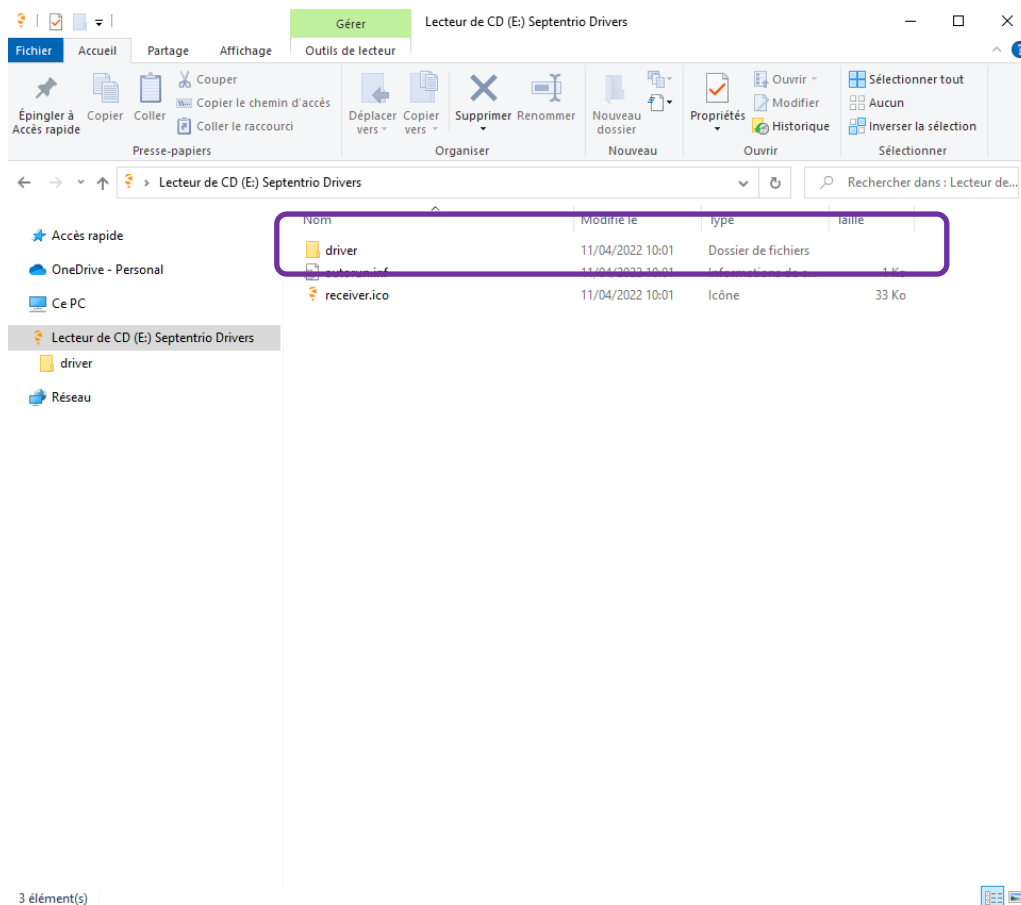 Gérer
Lecteur de CD (E:) Septentrio Drivers
Fichier
Accueil
Partage
Affichage
Outils de lecteur
Épingler à
Accès rapide
Copier
Coller
Couper
Copier le chemin d'accès
Coller le raccourci
Presse-papiers
Déplacer
vers
Copier
vers
Supprimer
Renommer
Organiser
Nouveau
dossier
Nouveau
Propriétés
Ouvrir
Modifier
Historique
Ouvrir
Sélectionner tout
Aucun
Inverser la sélection
Sélectionner
Lecteur de CD (E:) Septentrio Drivers
Rechercher dans : Lecteur de...
Accès rapide
OneDrive - Personal
Ce PC
Lecteur de CD (E:) Septentrio Drivers
driver
Réseau
Nom Modifié le Type Taille
driver 11/04/2022 10:01 Dossier de fichiers
autorun.inf 11/04/2022 10:01 Informations de c... 1 Ko
receiver.ico 11/04/2022 10:01 Icône 33 Ko
3 élément(s)